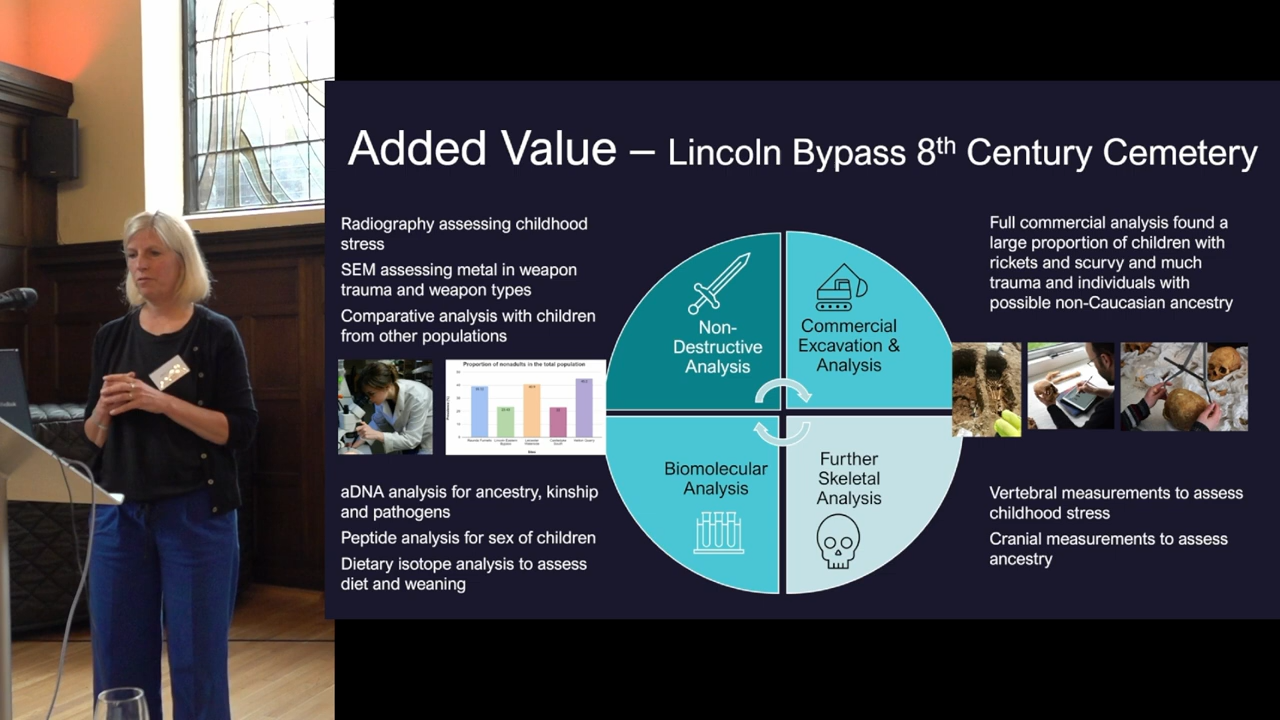 Added Value – Lincoln Bypass 8th Century Cemetery
Radiography assessing childhood
stress
SEM assessing metal in weapon
trauma and weapon types
Comparative analysis with children
from other populations
Proportion of nonadults in the total population
aDNA analysis for ancestry, kinship
and pathogens
Peptide analysis for sex of children
Dietary isotope analysis to assess
diet and weaning
Non-
Destructive
Analysis
Commercial
Excavation &
Analysis
Biomolecular
Analysis
Further
Skeletal
Analysis
Full commercial analysis found a
large proportion of children with
rickets and scurvy and much
trauma and individuals with
possible non-Caucasian ancestry
Vertebral measurements to assess
childhood stress
Cranial measurements to assess
ancestry